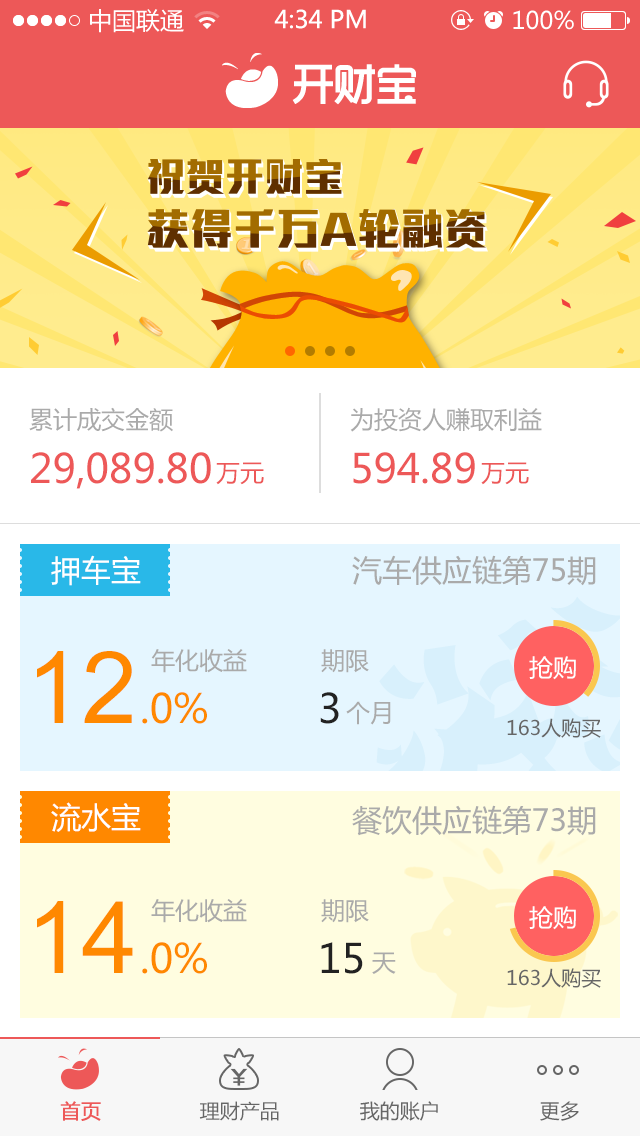 中国联通 4:34 PM 100%
开财宝
祝贺开财宝
获得千万A轮融资
累计成交金额 为投资人赚取利益
29,089.80万元 594.89万元
押车宝 汽车供应链第75期
年化收益 期限
12.0% 3个月
抢购
163人购买
流水宝 餐饮供应链第73期
年化收益 期限
14.0% 15天
抢购
163人购买
首页 理财产品 我的账户 更多